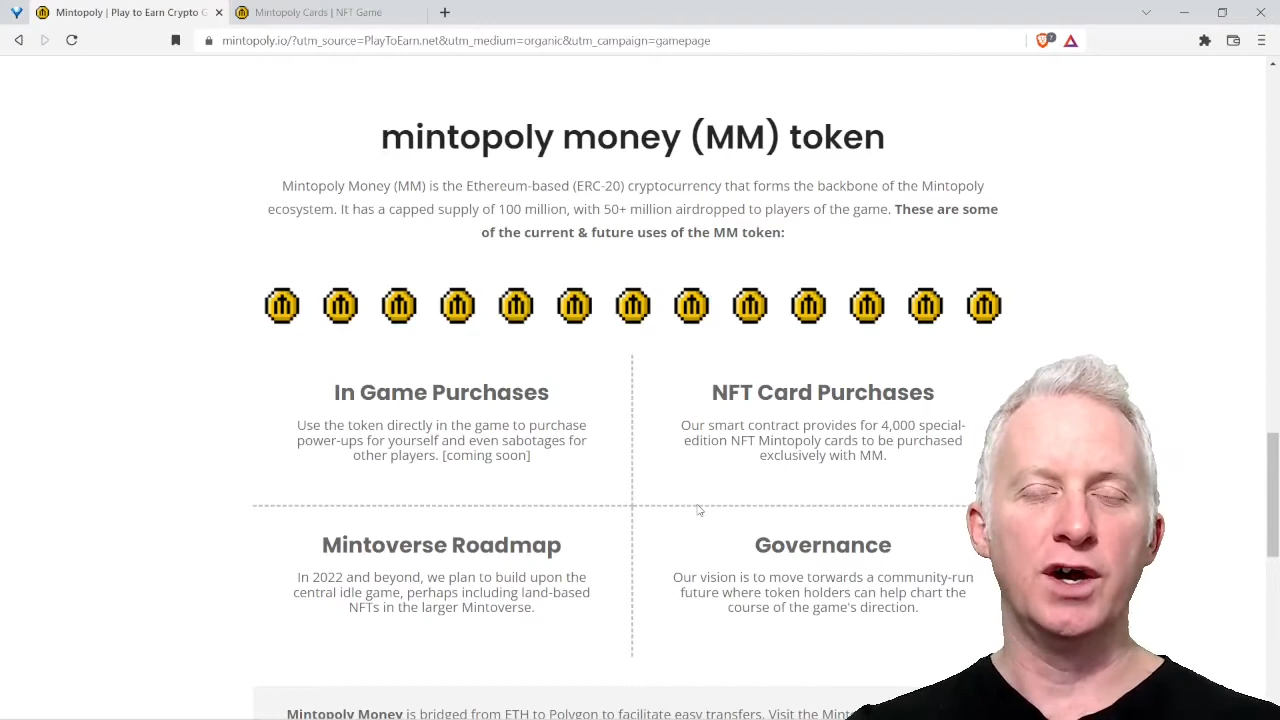 Mintopoly | Play to Earn Crypto G
Mintopoly Cards | NFT Game
mintopoly.io/?utm_source=PlayToEarn.net&utm_medium=organic&utm_campaign=gamepage
7
mintopoly money (MM) token
Mintopoly Money (MM) is the Ethereum-based (ERC-20) cryptocurrency that forms the backbone of the Mintopoly
ecosystem. It has a capped supply of 100 million, with 50+ million airdropped to players of the game. These are some
of the current & future uses of the MM token:
In Game Purchases
Use the token directly in the game to purchase
power-ups for yourself and even sabotages for
other players. [coming soon]
NFT Card Purchases
Our smart contract provides for 4,000 special-
edition NFT Mintopoly cards to be purchased
exclusively with MM.
Mintoverse Roadmap
In 2022 and beyond, we plan to build upon the
central idle game, perhaps including land-based
NFTs in the larger Mintoverse.
Governance
Our vision is to move torwards a community-run
future where token holders can help chart the
course of the game's direction.
Mintopoly Money is bridged from ETH to Polygon to facilitate easy transfers. Visit the Mint